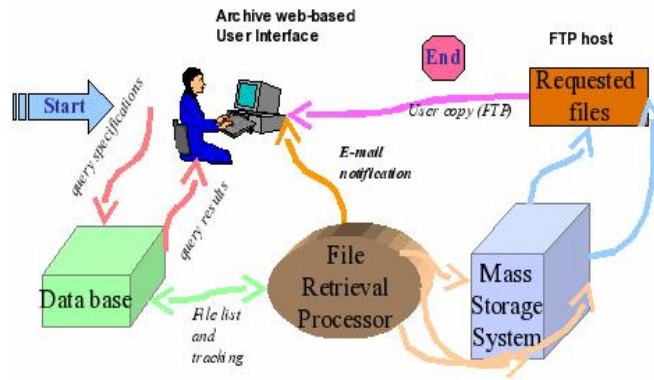 Archive web-based
User Interface
FTP host
End
Start
Requested
files
User copy (FTP)
query specifications
E-mail
notification
query results
File
Retrieval
Processor
Mass
Storage
System
Data base
File list
and
tracking